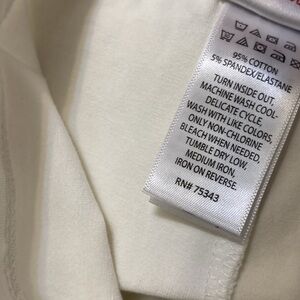 95% COTTON
5% SPANDEX/ELASTANE
TURN INSIDE OUT.
MACHINE WASH COOL-
DELICATE CYCLE.
WASH WITH LIKE COLORS,
ONLY NON-CHLORINE
BLEACH WHEN NEEDED.
TUMBLE DRY LOW.
MEDIUM IRON,
IRON ON REVERSE.
RN# 75343